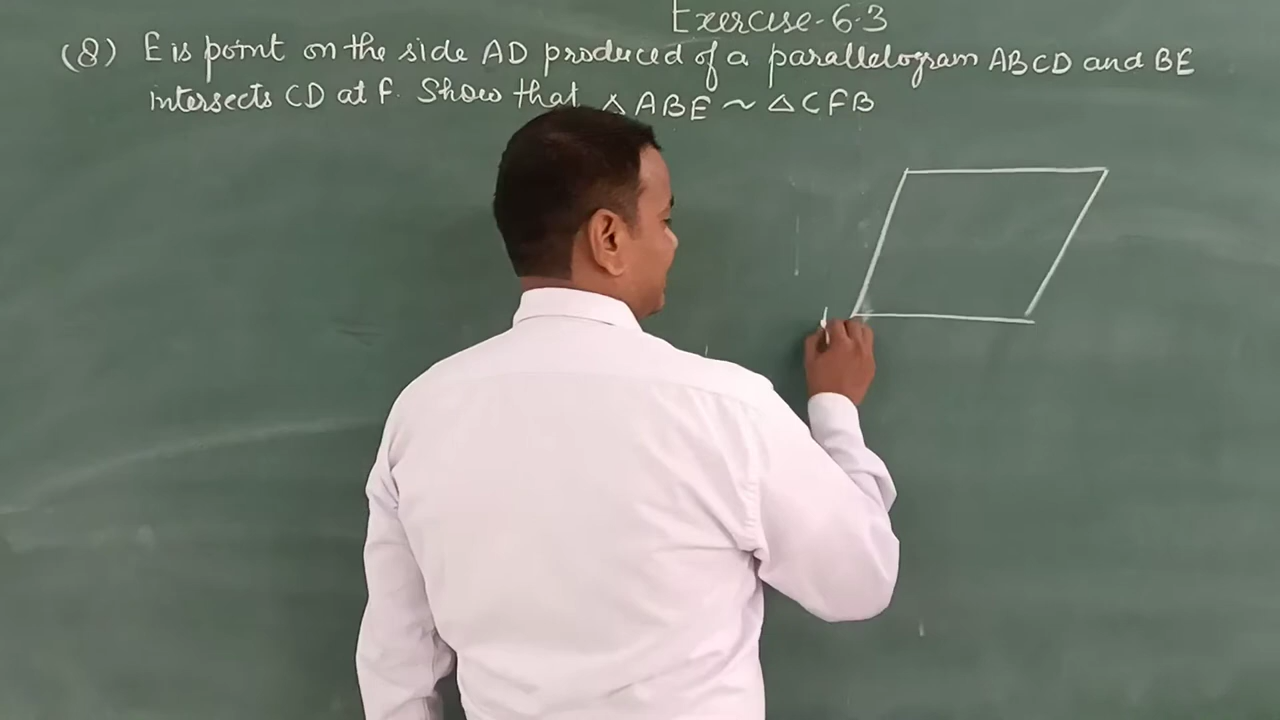 Exercise-6.3
(8) E is point on the side AD produced of a parallelogram ABCD and BE
intersects CD at F. Show that △ABE ~ △CFB